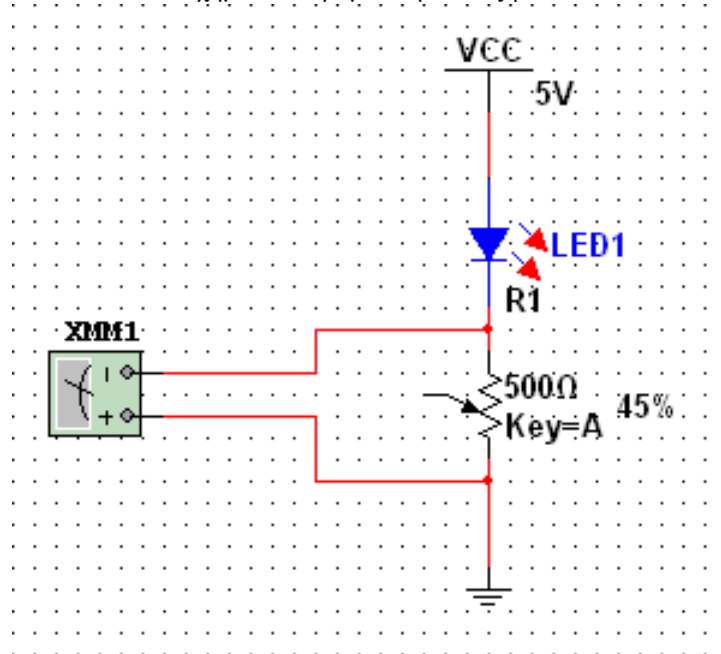 VCC
5V
LED1
R1
XMM1
500Ω
45%
Key=A